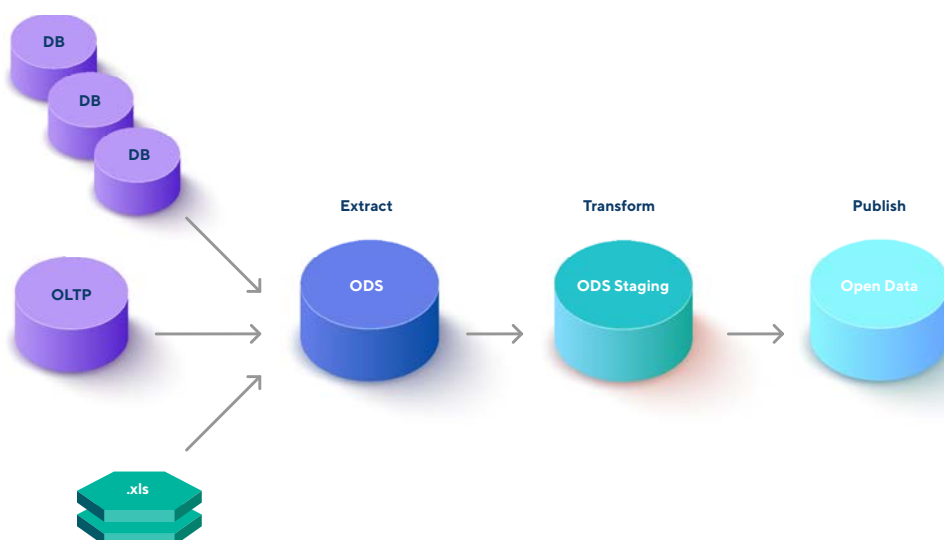 DB
DB
DB
Extract
Transform
Publish
OLTP
ODS
ODS Staging
Open Data
.xls